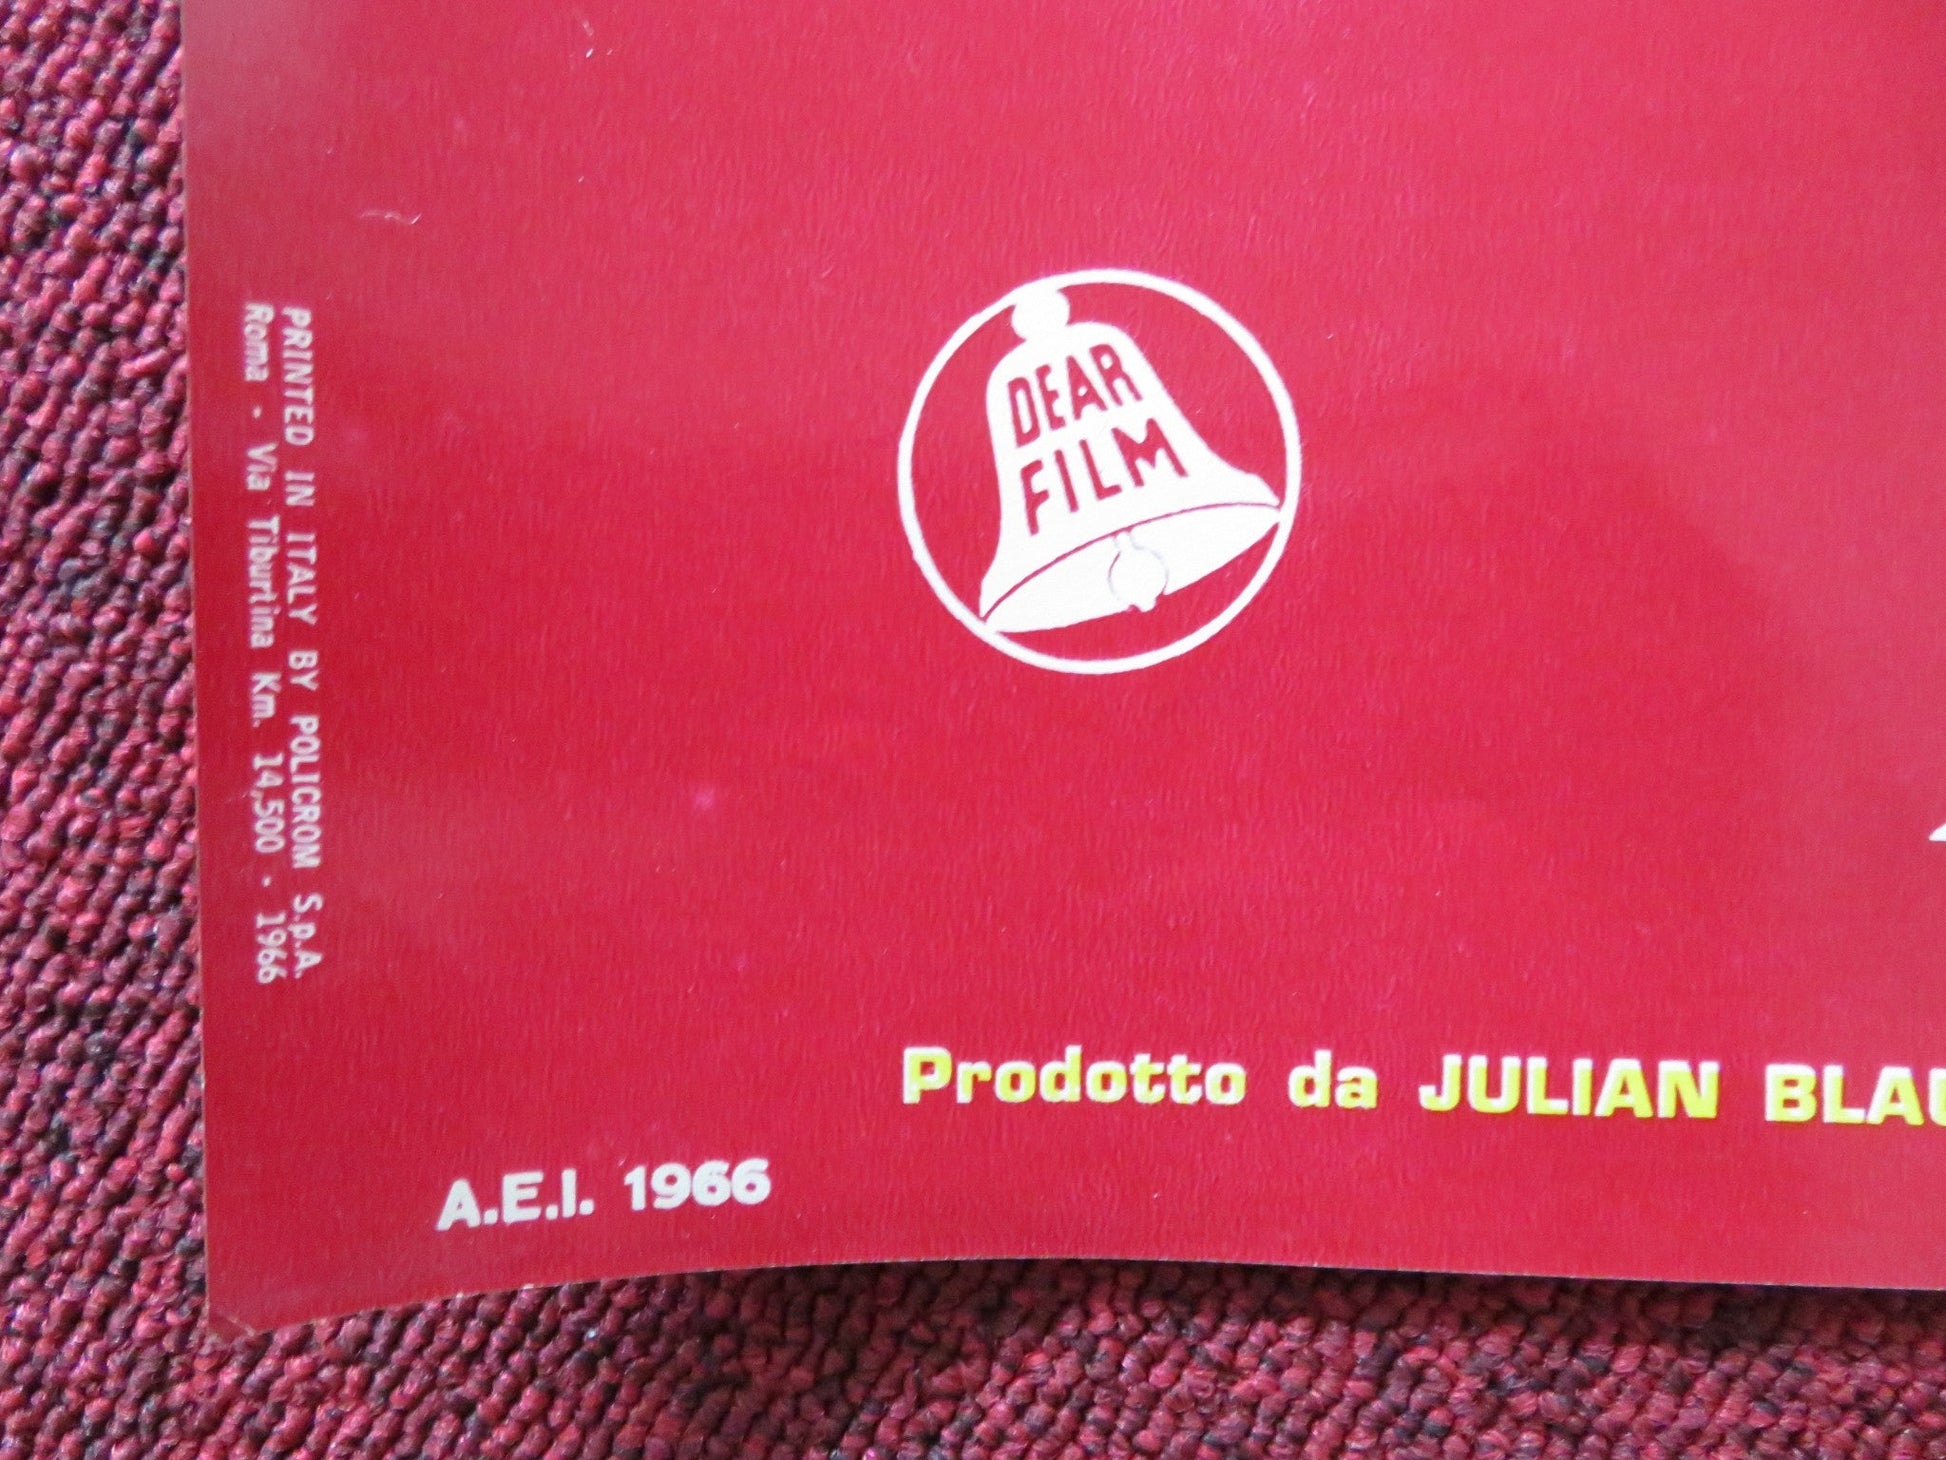 PRINTED IN ITALY BY POLICROM S.p.A.
Roma - Via Tiburtina Km. 14,500 - 1966
DEAR
FILM
Prodotto da JULIAN
A.E.I. 1966